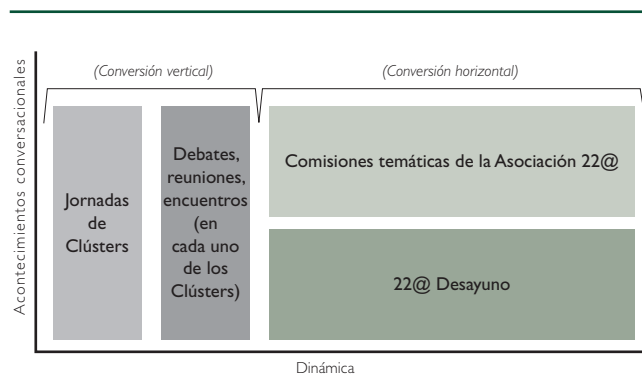 (Conversión vertical)
(Conversión horizontal)
Acontecimientos conversacionales
Jornadas
de
Clústers
Debates,
reuniones,
encuentros
(en
cada uno
de los
Clústers)
Comisiones temáticas de la Asociación 22@
22@ Desayuno
Dinámica